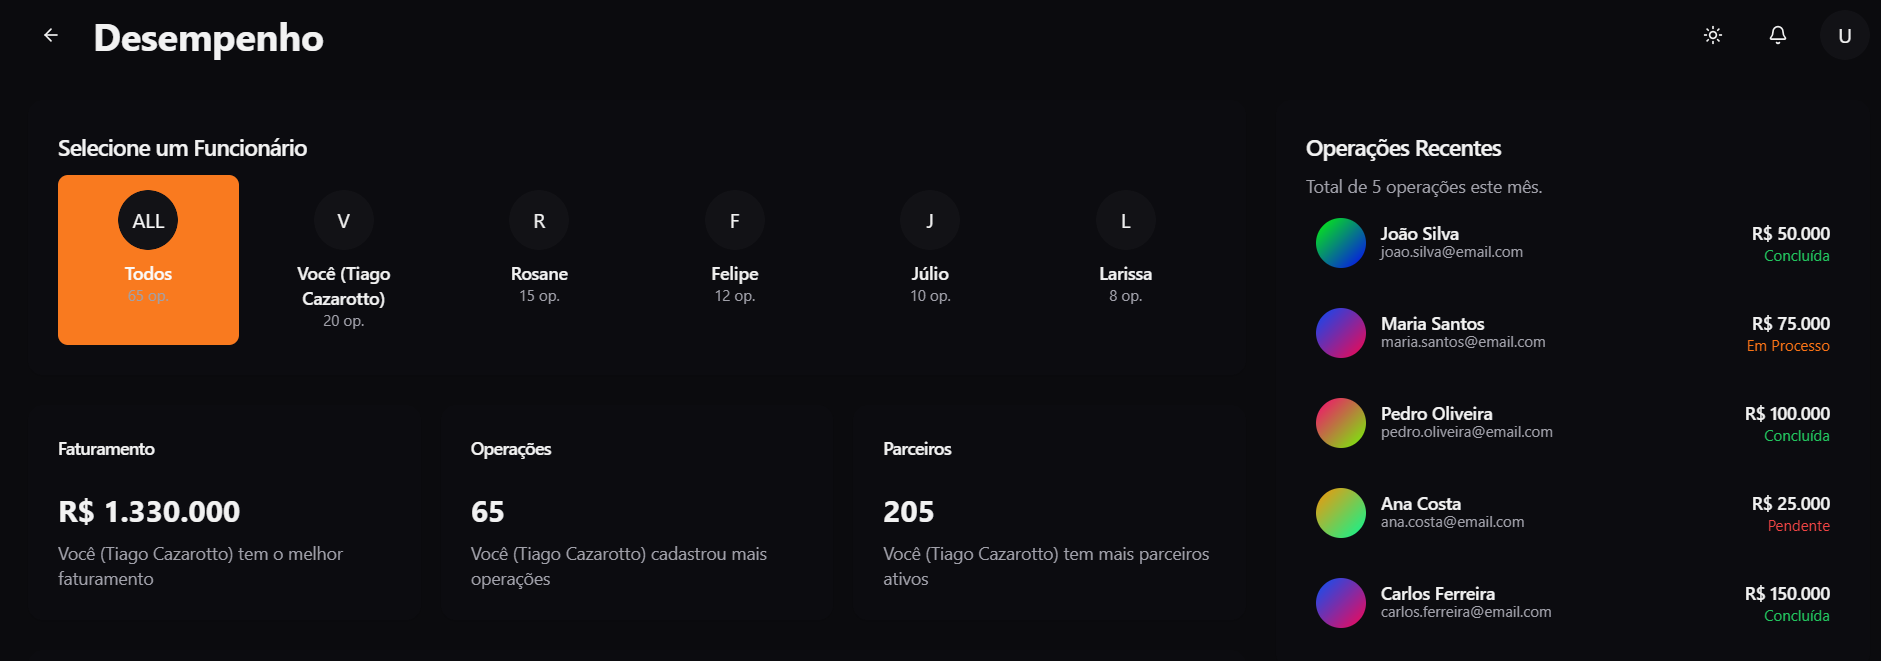 Desempenho
U
Selecione um Funcionário
ALL
Todos
65 op.
V
Você (Tiago
Cazarotto)
20 op.
R
Rosane
15 op.
F
Felipe
12 op.
J
Júlio
10 op.
L
Larissa
8 op.
Faturamento
R$ 1.330.000
Você (Tiago Cazarotto) tem o melhor
faturamento
Operações
65
Você (Tiago Cazarotto) cadastrou mais
operações
Parceiros
205
Você (Tiago Cazarotto) tem mais parceiros
ativos
Operações Recentes
Total de 5 operações este mês.
João Silva
joao.silva@email.com
R$ 50.000
Concluída
Maria Santos
maria.santos@email.com
R$ 75.000
Em Processo
Pedro Oliveira
pedro.oliveira@email.com
R$ 100.000
Concluída
Ana Costa
ana.costa@email.com
R$ 25.000
Pendente
Carlos Ferreira
carlos.ferreira@email.com
R$ 150.000
Concluída